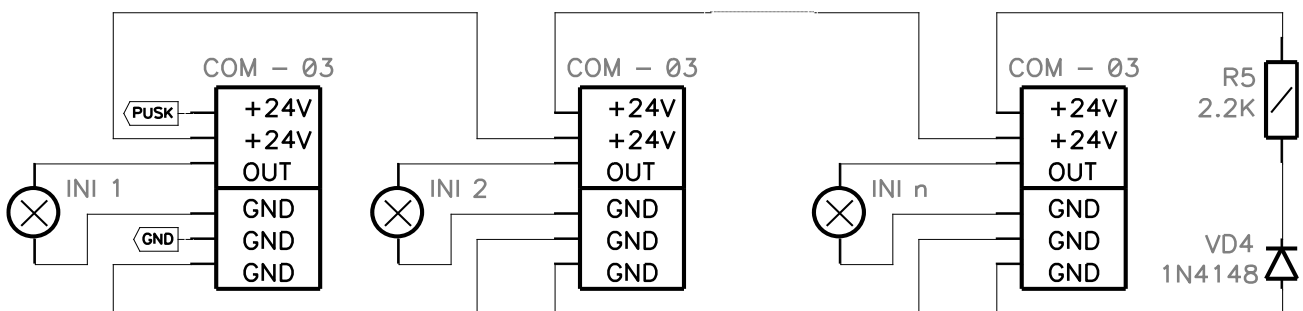 COM - 03
PUSK
+24V
+24V
OUT
GND
GND
GND
INI 1
GND
COM - 03
+24V
+24V
OUT
GND
GND
GND
INI 2
COM - 03
+24V
+24V
OUT
GND
GND
GND
INI n
R5
2.2K
VD4
1N4148